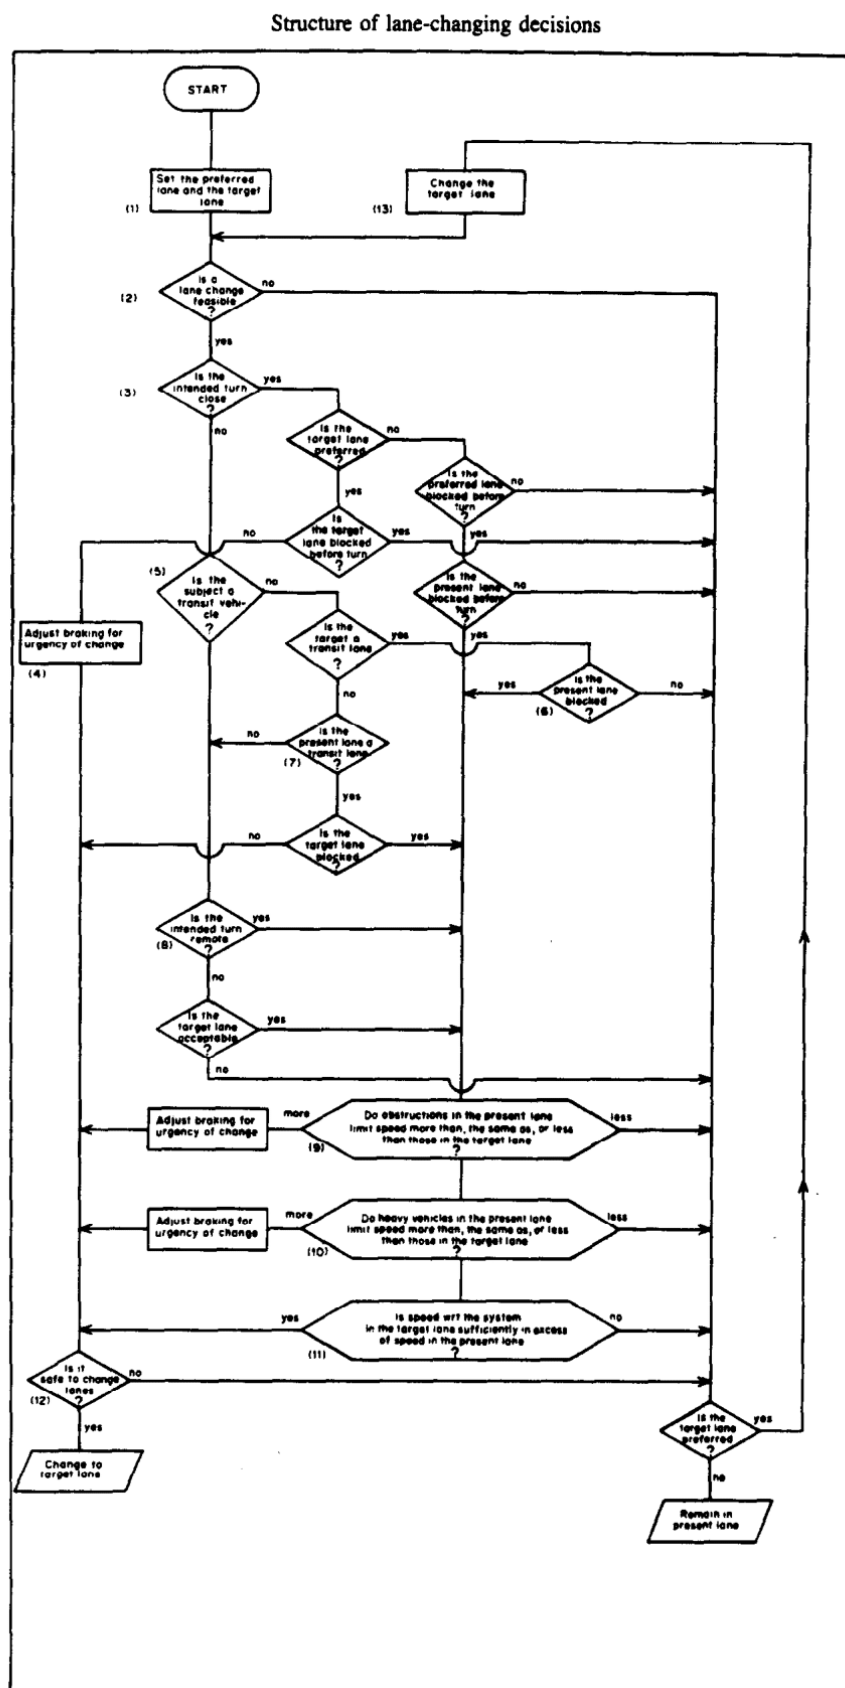 Structure of lane-changing decisions
START
Set the preferred
lane and the target
lane
(1)
Change the
target lane
(13)
Is a
lane change
feasible
?
(2)
no
yes
Is the
intended turn
close
?
(3)
yes
no
Is the
target lane
preferred
?
no
yes
Is the
preferred lane
blocked before
turn
?
no
yes
Is
the target
lane blocked
before turn
?
no
yes
Is the
present lane
blocked before
turn
?
no
yes
(5)
Is the
subject a
transit vehi-
cle
?
no
Adjust braking for
urgency of change
(4)
Is the
target a
transit lane
?
yes
no
Is the
present lane
blocked
?
(6)
yes
no
Is the
present lane a
transit lane
?
(7)
no
yes
Is the
target lane
blocked
?
no
yes
Is the
intended turn
remote
?
(8)
yes
no
Is the
target lane
acceptable
?
yes
no
Adjust braking for
urgency of change
more
Do obstructions in the present lane
limit speed more than, the same as, or less
than those in the target lane
?
(9)
less
Adjust braking for
urgency of change
more
Do heavy vehicles in the present lane
limit speed more than, the same as, or less
than those in the target lane
?
(10)
less
yes
Is speed wrt the system
in the target lane sufficiently in excess
of speed in the present lane
?
(11)
no
Is it
safe to change
lanes
?
(12)
no
yes
Change to
target lane
Is the
target lane
preferred
?
yes
no
Remain in
present lane